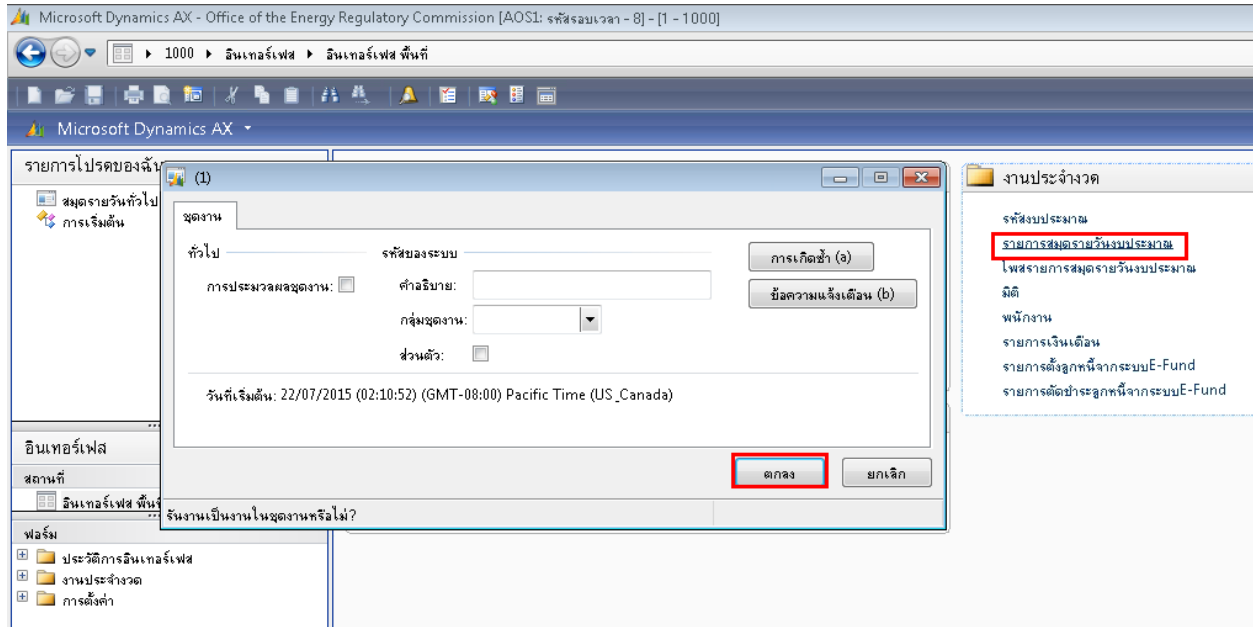 Microsoft Dynamics AX - Office of the Energy Regulatory Commission [AOS1: รหัสรอบเวลา - 8] - [1 - 1000]
1000 อินเทอร์เฟส อินเทอร์เฟส พื้นที่
Microsoft Dynamics AX
รายการโปรดของฉัน
สมุดรายวันทั่วไป
การเริ่มต้น
(1)
ชุดงาน
ทั่วไป
รหัสของระบบ
การประมวลผลชุดงาน:
คำอธิบาย:
กลุ่มชุดงาน:
ส่วนตัว:
การเกิดซ้ำ (a)
ข้อความแจ้งเตือน (b)
วันที่เริ่มต้น: 22/07/2015 (02:10:52) (GMT-08:00) Pacific Time (US_Canada)
ตกลง
ยกเลิก
รันงานเป็นงานในชุดงานหรือไม่?
งานประจำงวด
รหัสงบประมาณ
รายการสมุดรายวันงบประมาณ
โพสรายการสมุดรายวันงบประมาณ
มิติ
พนักงาน
รายการเงินเดือน
รายการตั้งลูกหนี้จากระบบE-Fund
รายการตัดชำระลูกหนี้จากระบบE-Fund
อินเทอร์เฟส
สถานที่
อินเทอร์เฟส พื้นที่
ฟอร์ม
ประวัติการอินเทอร์เฟส
งานประจำงวด
การตั้งค่า